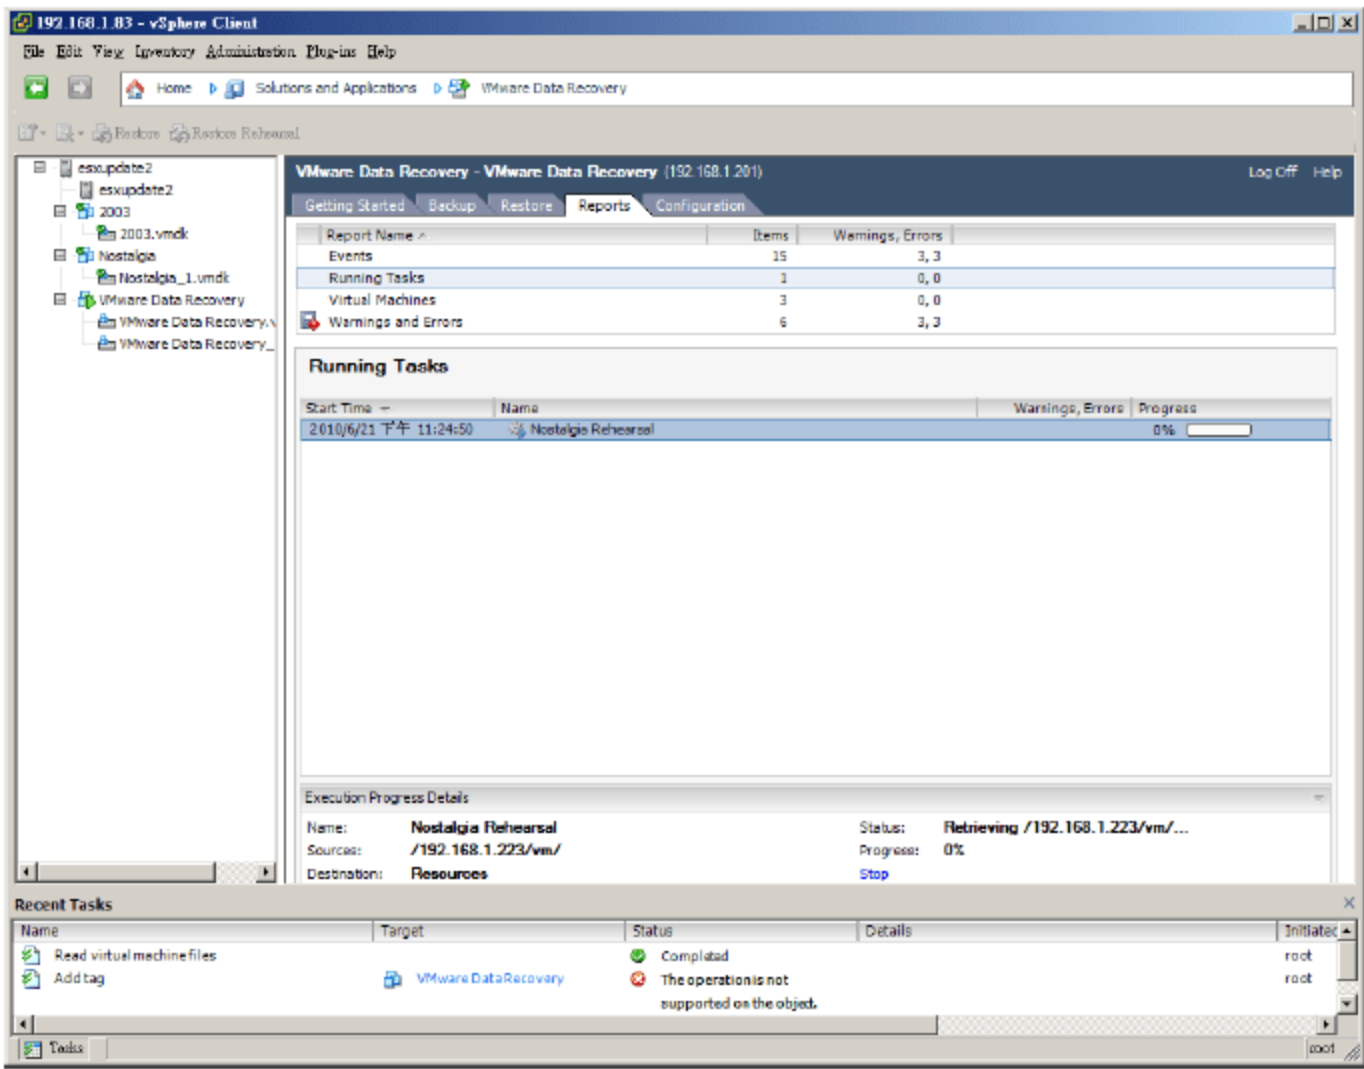 192.168.1.83 - vSphere Client
File Edit View Inventory Administration Plug-ins Help
Home Solutions and Applications VMware Data Recovery
Restore Restore Rehearsal
esxupdate2
esxupdate2
2003
2003.vmdk
Nostalgia
Nostalgia_1.vmdk
VMware Data Recovery
VMware Data Recovery.v
VMware Data Recovery_
VMware Data Recovery - VMware Data Recovery (192.168.1.201) Log Off Help
Getting Started Backup Restore Reports Configuration
Report Name Items Warnings, Errors
Events 15 3, 3
Running Tasks 1 0, 0
Virtual Machines 3 0, 0
Warnings and Errors 6 3, 3
Running Tasks
Start Time Name Warnings, Errors Progress
2010/6/21 下午 11:24:50 Nostalgia Rehearsal 0%
Execution Progress Details
Name: Nostalgia Rehearsal Status: Retrieving /192.168.1.223/vm/...
Sources: /192.168.1.223/vm/ Progress: 0%
Destination: Resources Stop
Recent Tasks
Name Target Status Details Initiated
Read virtual machine files Completed root
Add tag VMware Data Recovery The operation is not root
supported on the object.
Tasks root